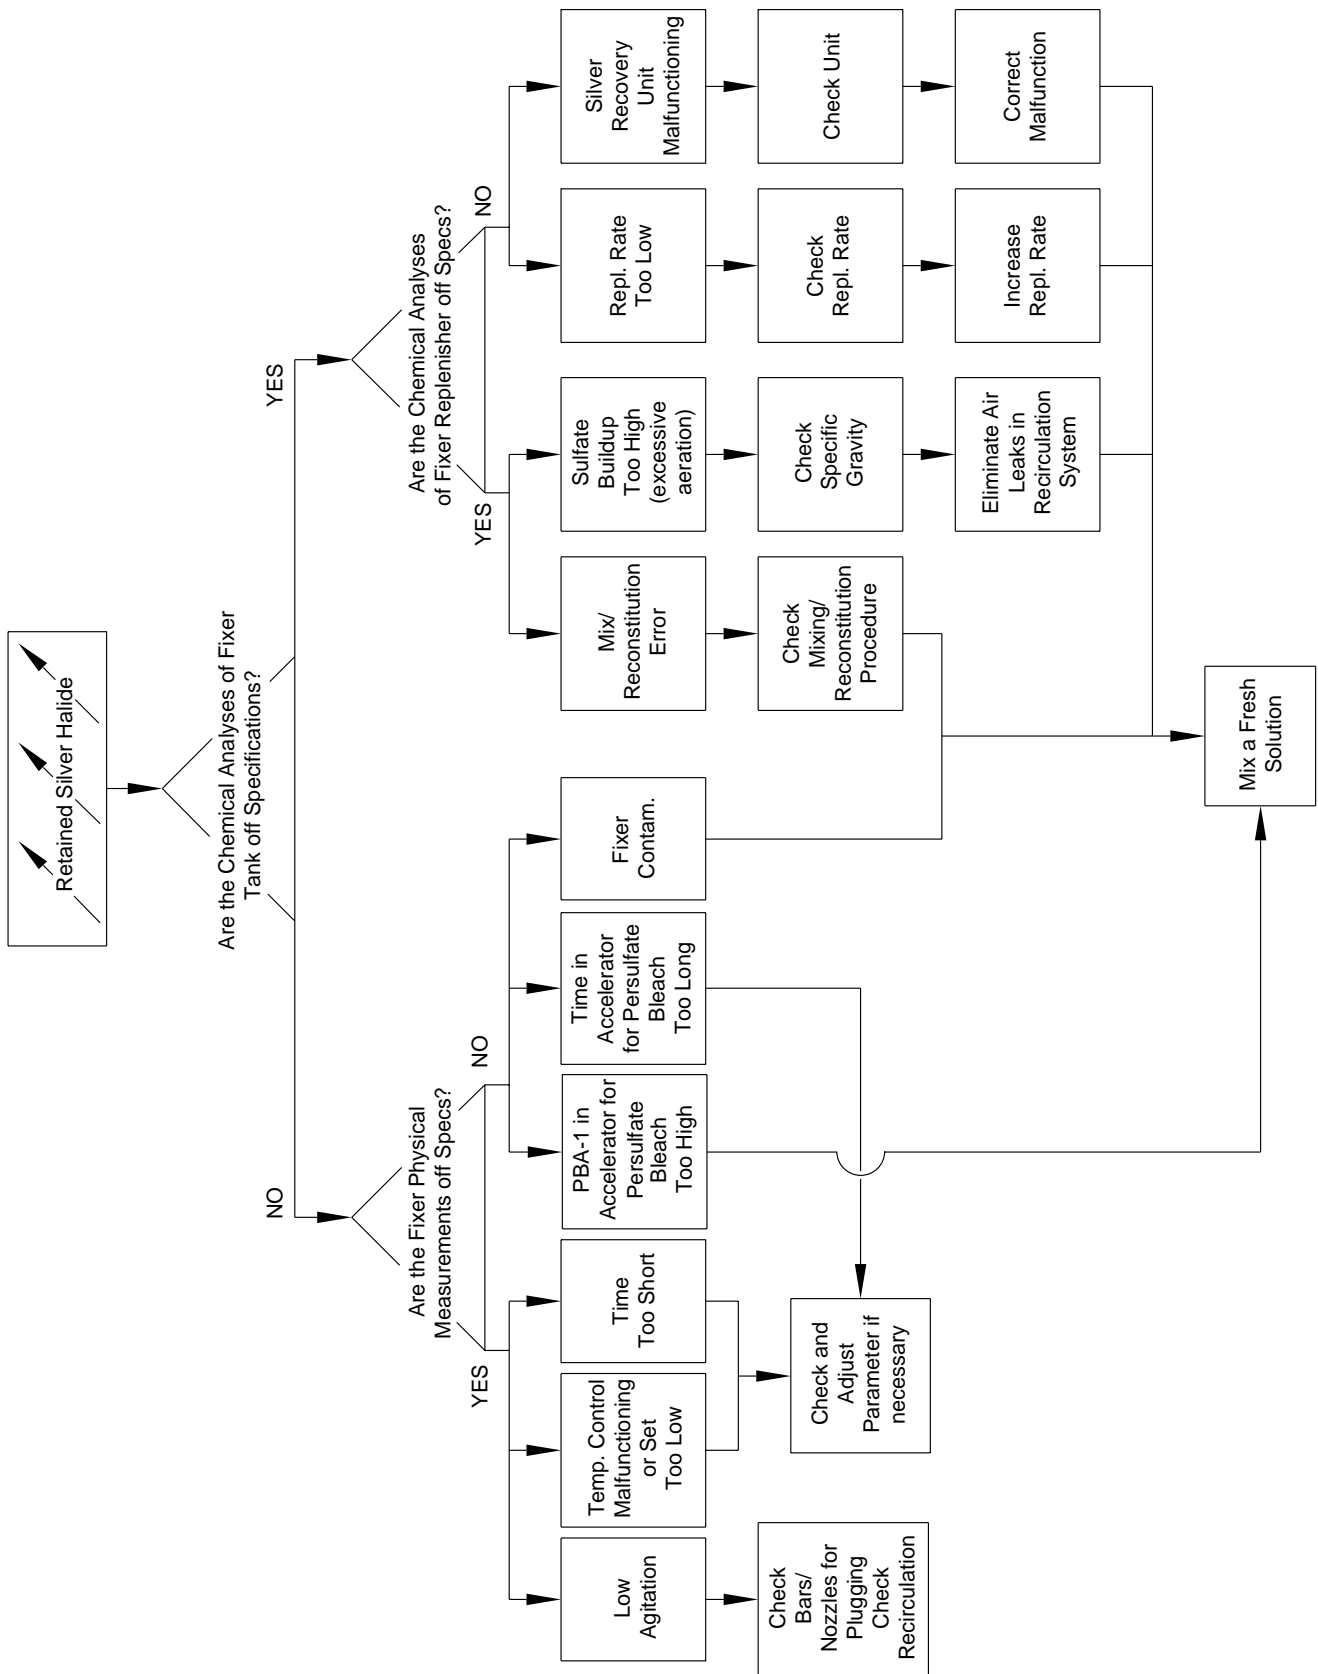 Retained Silver Halide
Are the Chemical Analyses of Fixer
Tank off Specifications?
NO
YES
Are the Fixer Physical
Measurements off Specs?
YES
NO
Are the Chemical Analyses
of Fixer Replenisher off Specs?
YES
NO
Low
Agitation
Temp. Control
Malfunctioning
or Set
Too Low
Time
Too Short
PBA-1 in
Accelerator for
Persulfate
Bleach
Too High
Time in
Accelerator
for Persulfate
Bleach
Too Long
Fixer
Contam.
Mix/
Reconstitution
Error
Sulfate
Buildup
Too High
(excessive
aeration)
Repl. Rate
Too Low
Silver
Recovery
Unit
Malfunctioning
Check
Bars/
Nozzles for
Plugging
Check
Recirculation
Check and
Adjust
Parameter if
necessary
Check
Mixing/
Reconstitution
Procedure
Check
Specific
Gravity
Check
Repl. Rate
Check Unit
Eliminate Air
Leaks in
Recirculation
System
Increase
Repl. Rate
Correct
Malfunction
Mix a Fresh
Solution